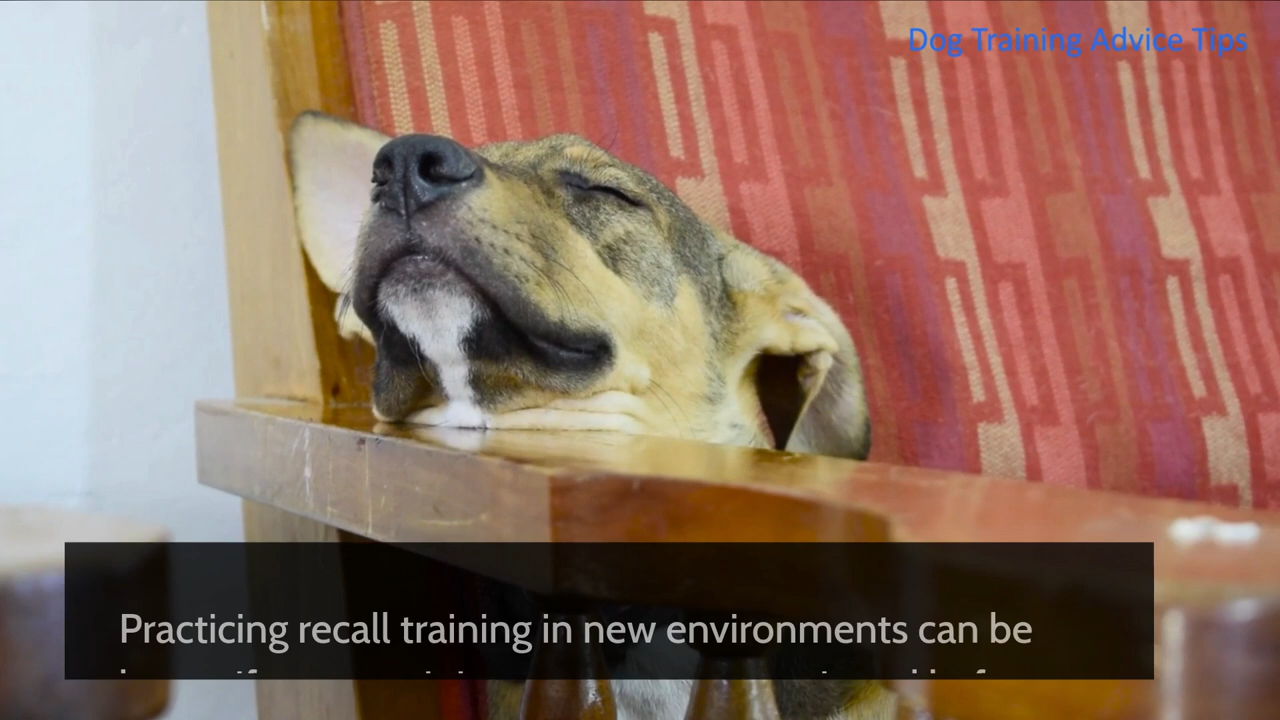 Dog Training Advice Tips
Practicing recall training in new environments can be